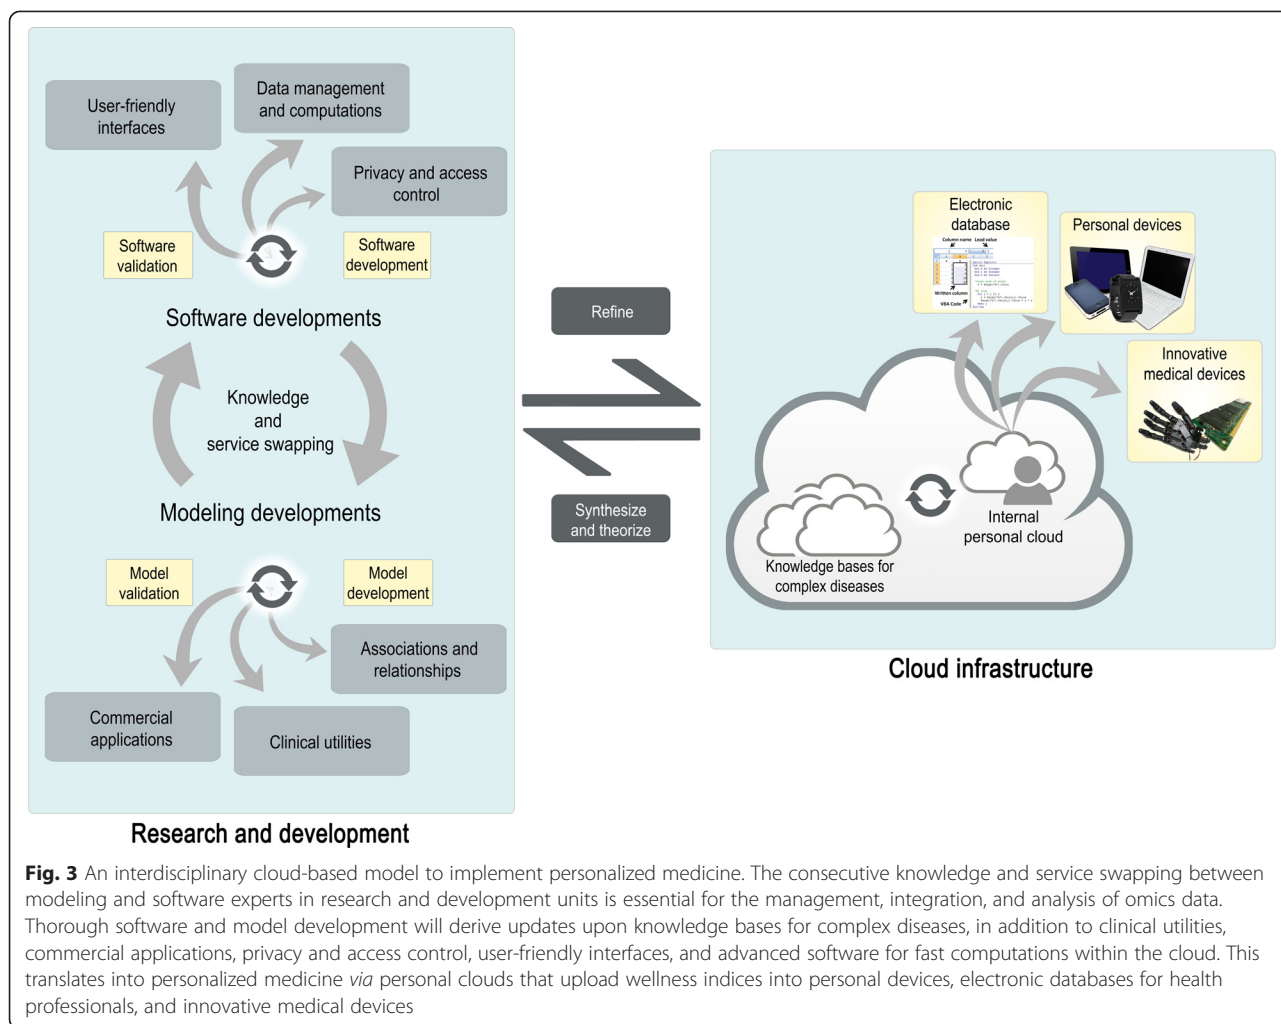 User-friendly
interfaces
Data management
and computations
Privacy and access
control
Software
validation
Software
development
Software developments
Knowledge
and
service swapping
Modeling developments
Model
validation
Model
development
Associations and
relationships
Commercial
applications
Clinical utilities
Research and development
Refine
Synthesize
and theorize
Electronic
database
Column name Lead value
Written column
VBA Code
Personal devices
Innovative
medical devices
Internal
personal cloud
Knowledge bases for
complex diseases
Cloud infrastructure
Fig. 3 An interdisciplinary cloud-based model to implement personalized medicine. The consecutive knowledge and service swapping between
modeling and software experts in research and development units is essential for the management, integration, and analysis of omics data.
Thorough software and model development will derive updates upon knowledge bases for complex diseases, in addition to clinical utilities,
commercial applications, privacy and access control, user-friendly interfaces, and advanced software for fast computations within the cloud. This
translates into personalized medicine via personal clouds that upload wellness indices into personal devices, electronic databases for health
professionals, and innovative medical devices